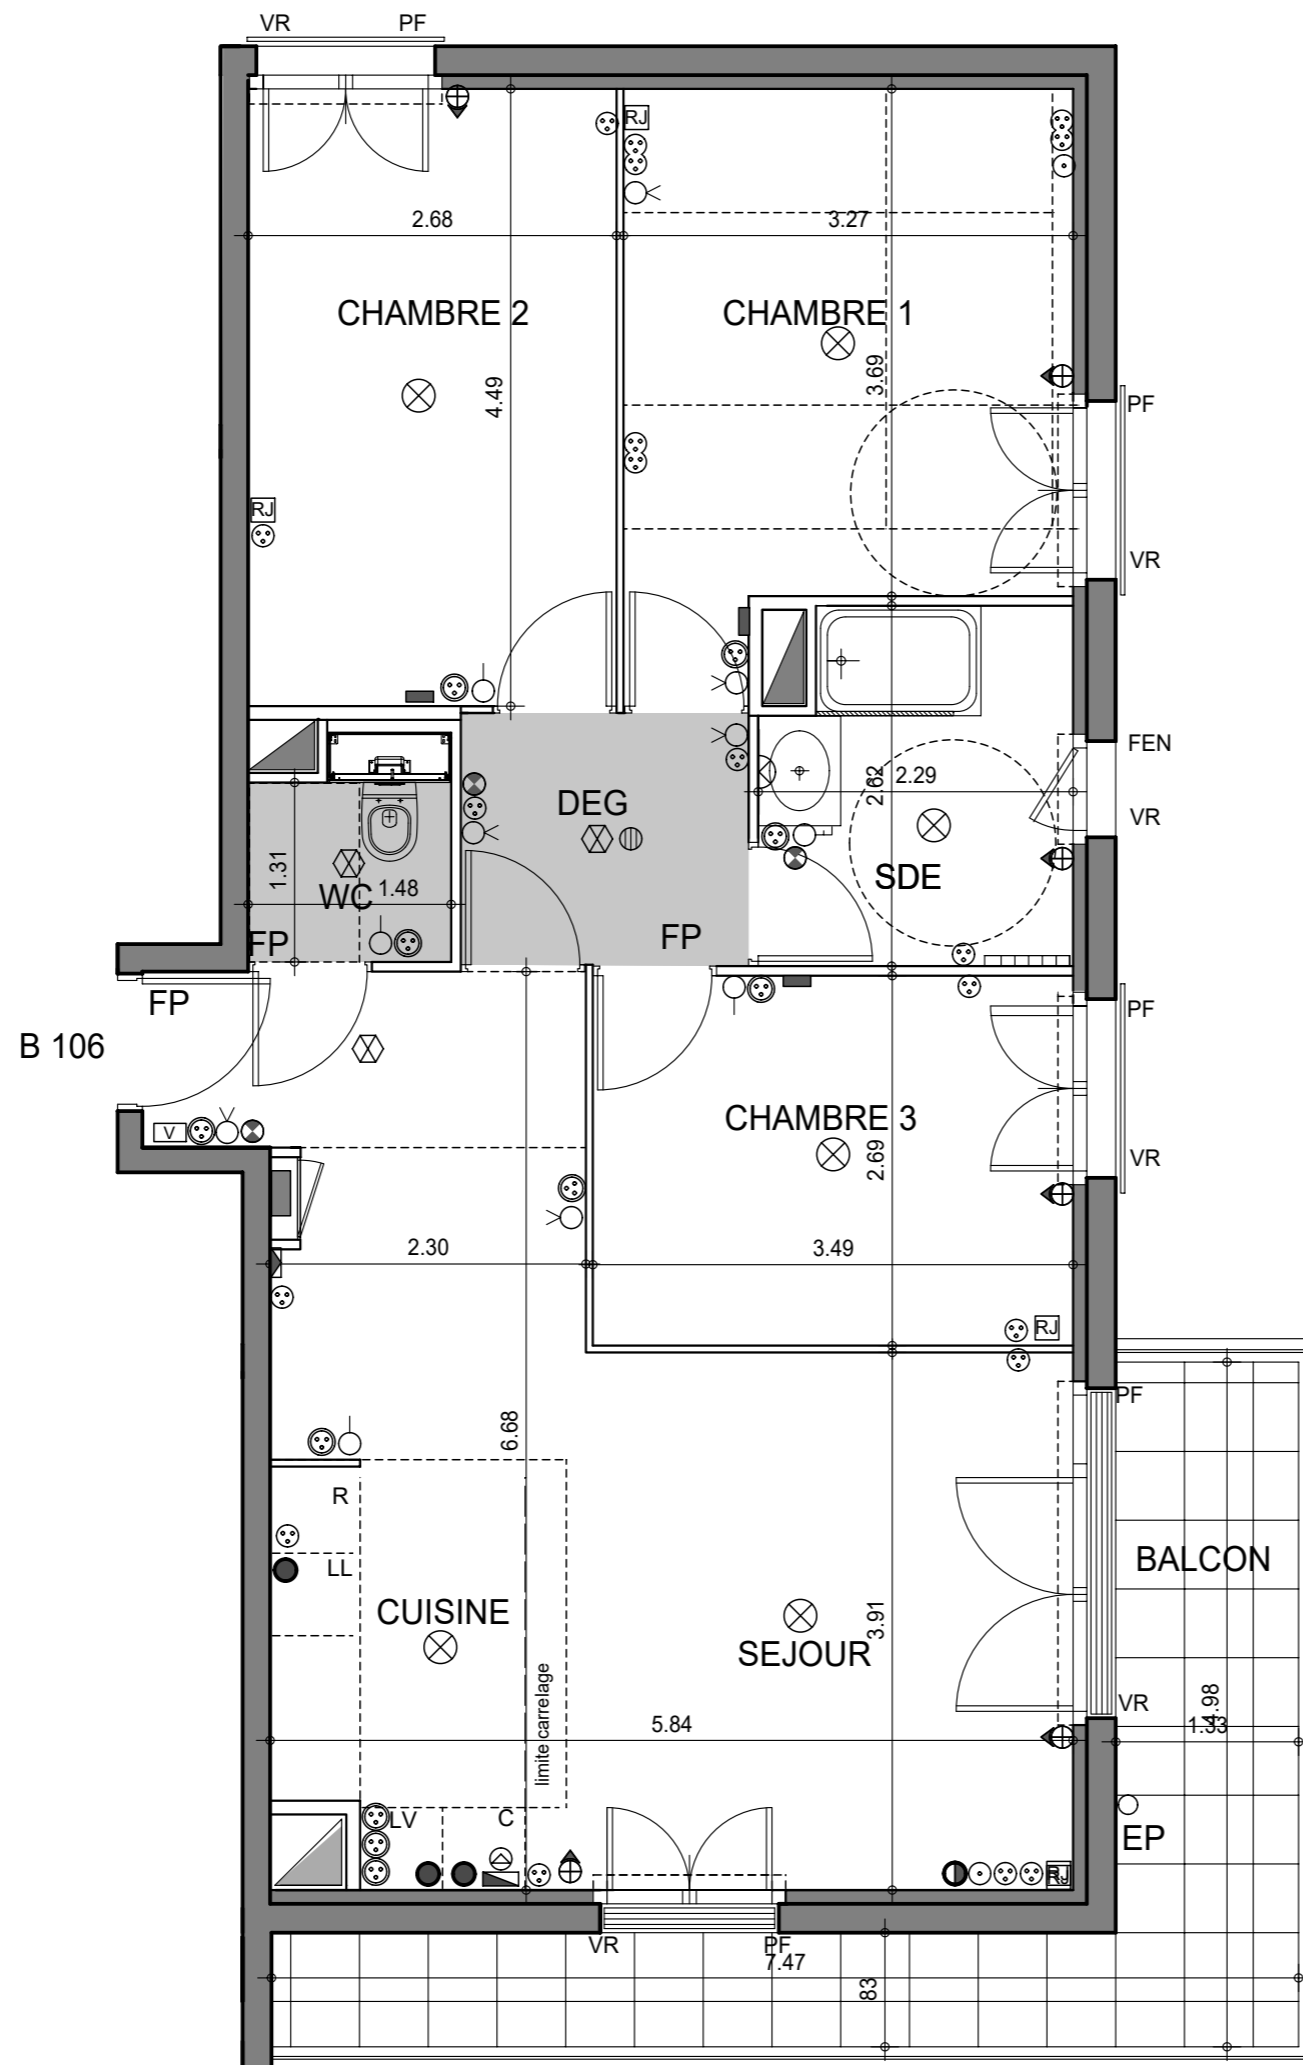 VR PF
RJ
2.68 3.27
CHAMBRE 2 CHAMBRE 1
3.69
4.49
PF
RJ
VR
FEN
2.62 2.29
DEG
VR
1.31
SDE
WC 1.48
FP
FP
FP
PF
B 106
CHAMBRE 3
V
2.69
VR
2.30 3.49
RJ
PF
6.68
R
BALCON
LL
CUISINE
3.91
SEJOUR
limite carrelage
VR
4.98
5.84
1.33
LV C
EP
RJ
VR PF
7.47
83